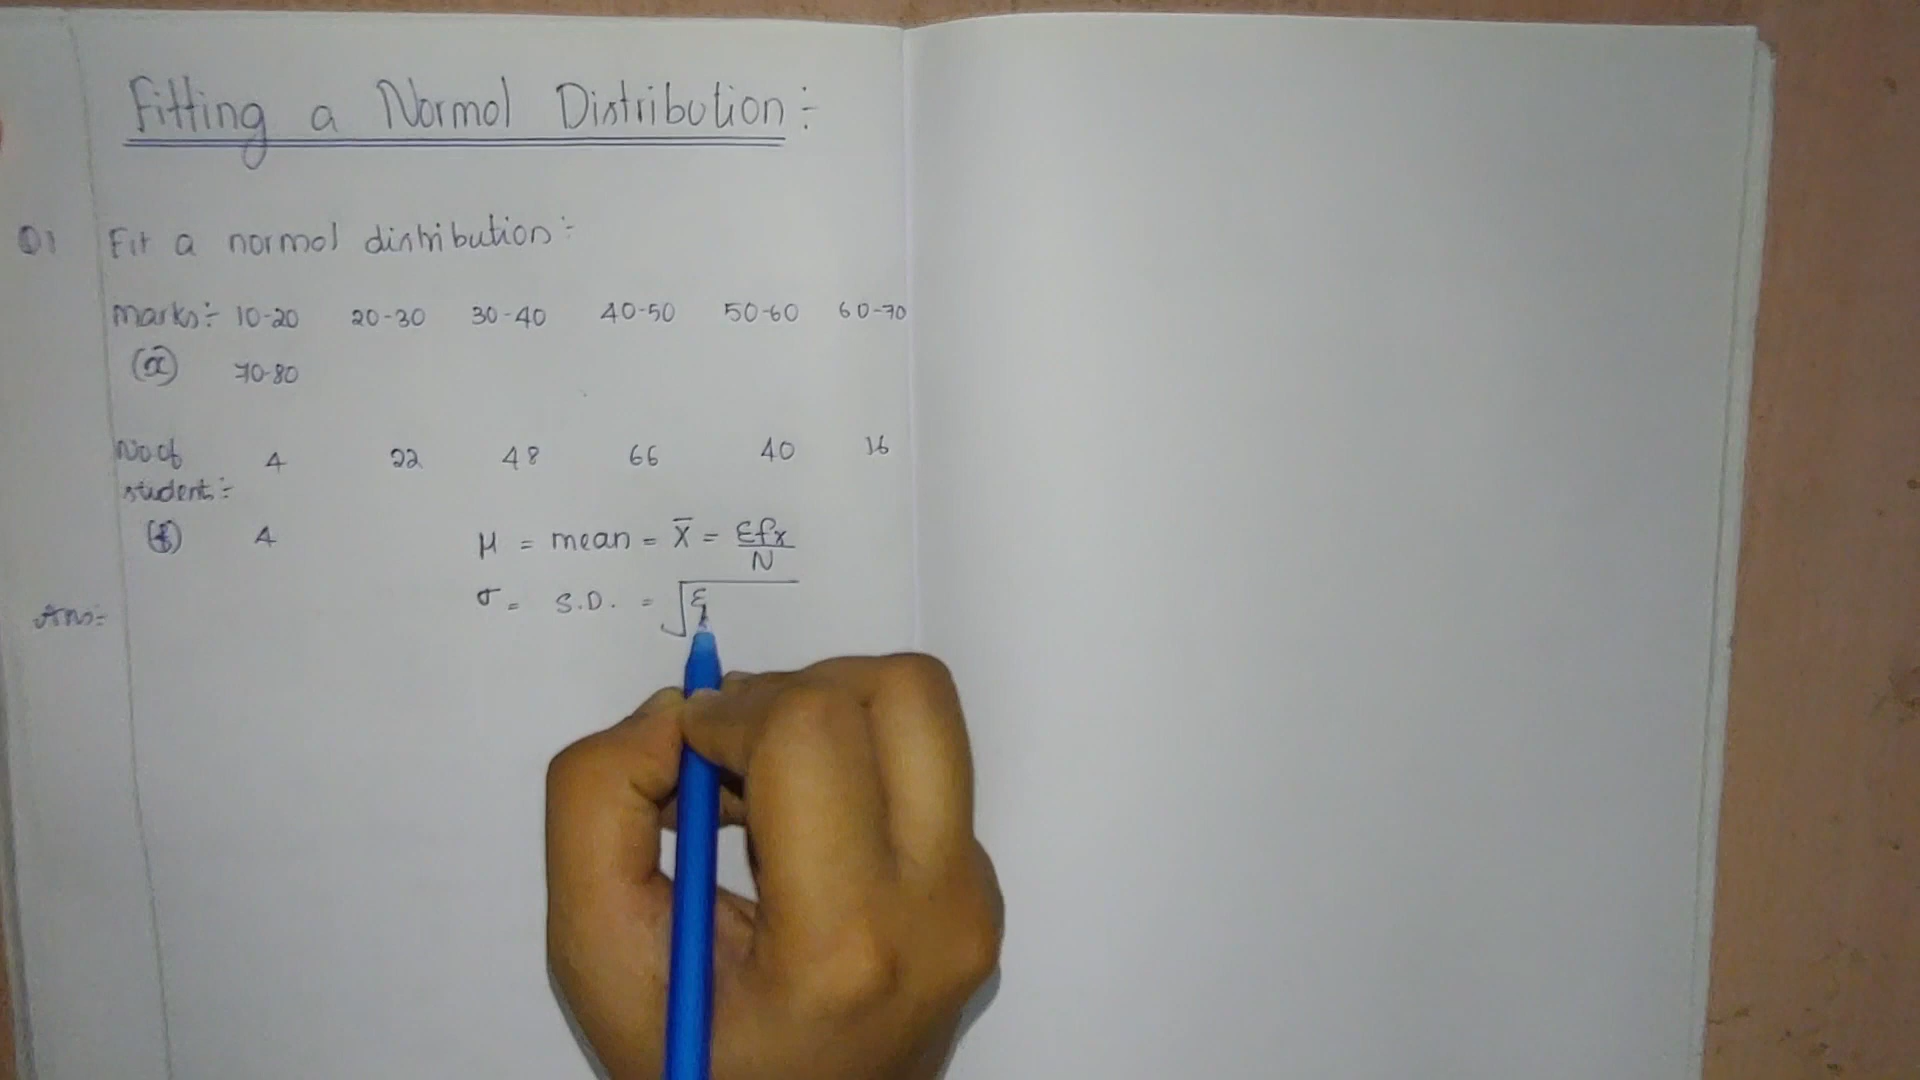 Fitting a Normal Distribution :-
Q1 Fit a normal distribution :-
Marks :- 10-20 20-30 30-40 40-50 50-60 60-70
(x) 70-80
No of 4 22 48 66 40 16
student :-
(f) 4 μ = mean = x̄ = Σfx/N
σ = S.D. = √Σ
Ans :-